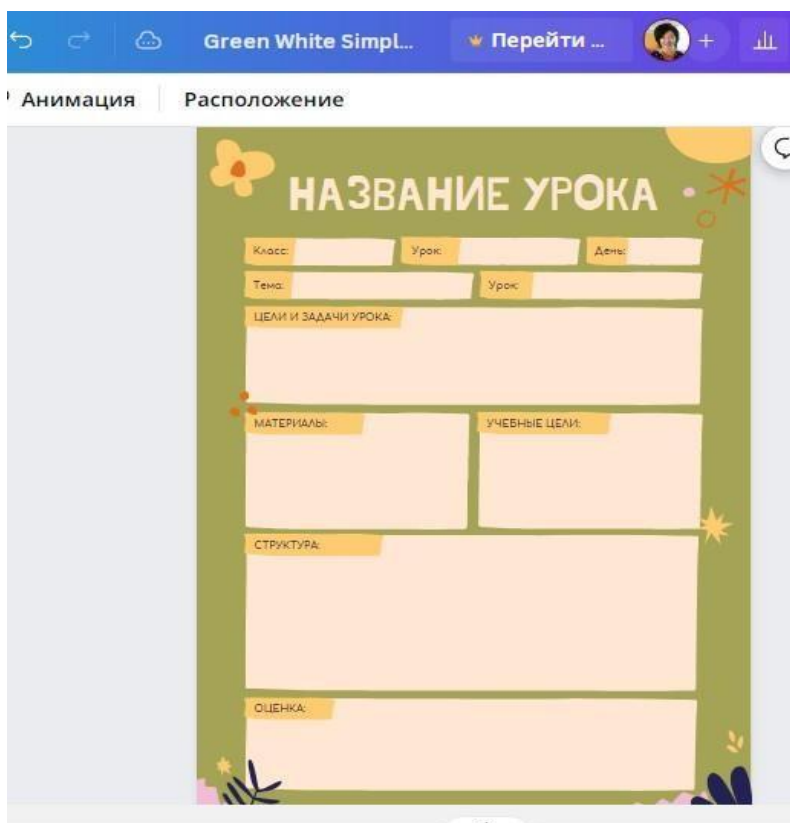 Green White Simpl... Перейти ...
Анимация Расположение
НАЗВАНИЕ УРОКА
Класс: Урок: День:
Тема: Урок:
ЦЕЛИ И ЗАДАЧИ УРОКА:
МАТЕРИАЛЫ: УЧЕБНЫЕ ЦЕЛИ:
СТРУКТУРА:
ОЦЕНКА: